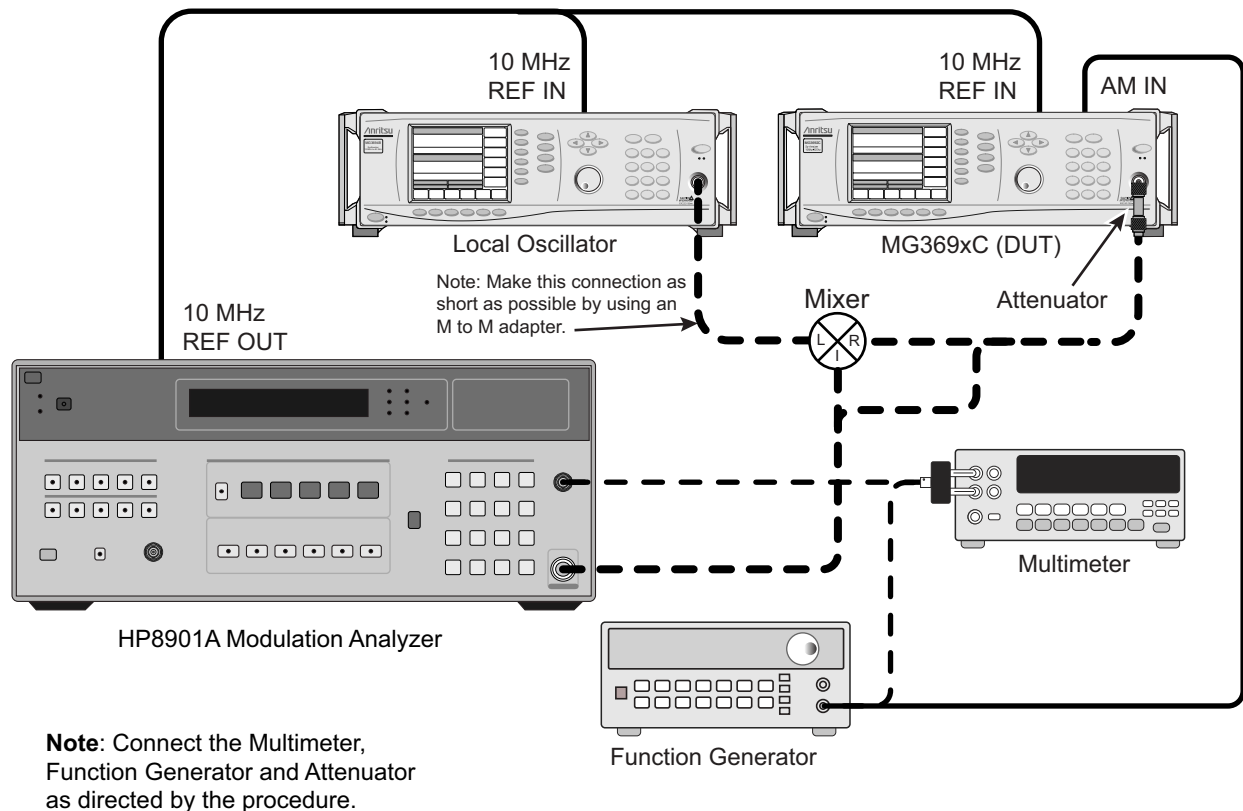 10 MHz
REF IN
10 MHz
REF IN
AM IN
/inritsu
/inritsu
Local Oscillator
MG369xC (DUT)
Note: Make this connection as
short as possible by using an
M to M adapter.
Mixer
Attenuator
10 MHz
REF OUT
L
R
I
Multimeter
HP8901A Modulation Analyzer
Function Generator
Note: Connect the Multimeter,
Function Generator and Attenuator
as directed by the procedure.